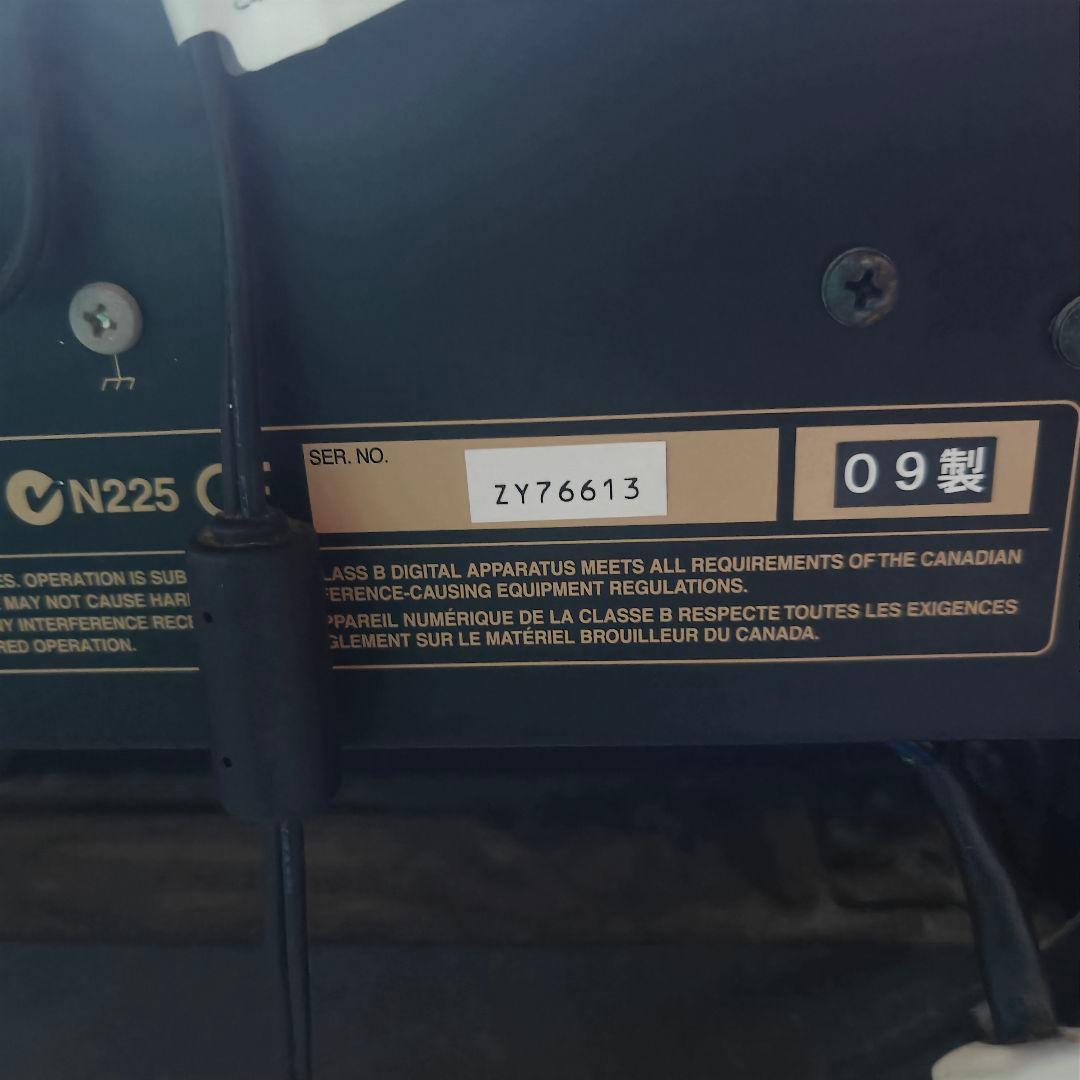 N225 CE
SER. NO.
ZY76613
09製
ES. OPERATION IS SUB
MAY NOT CAUSE HAR
NY INTERFERENCE RECE
RED OPERATION.
LASS B DIGITAL APPARATUS MEETS ALL REQUIREMENTS OF THE CANADIAN
FERENCE-CAUSING EQUIPMENT REGULATIONS.
PPAREIL NUMÉRIQUE DE LA CLASSE B RESPECTE TOUTES LES EXIGENCES
GLEMENT SUR LE MATÉRIEL BROUILLEUR DU CANADA.